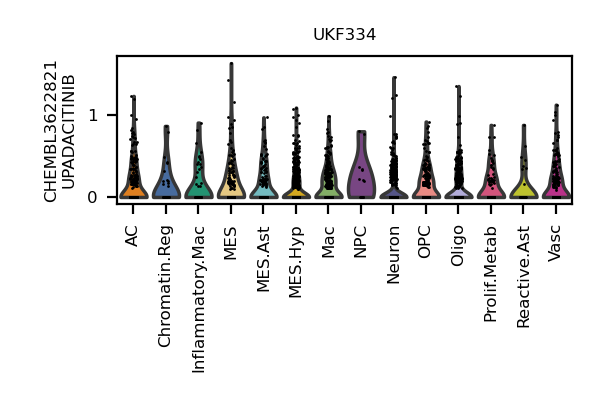 UKF334
CHEMBL3622821
UPADACITINIB
1
0
AC
Chromatin.Reg
Inflammatory.Mac
MES
MES.Ast
MES.Hyp
Mac
NPC
Neuron
OPC
Oligo
Prolif.Metab
Reactive.Ast
Vasc